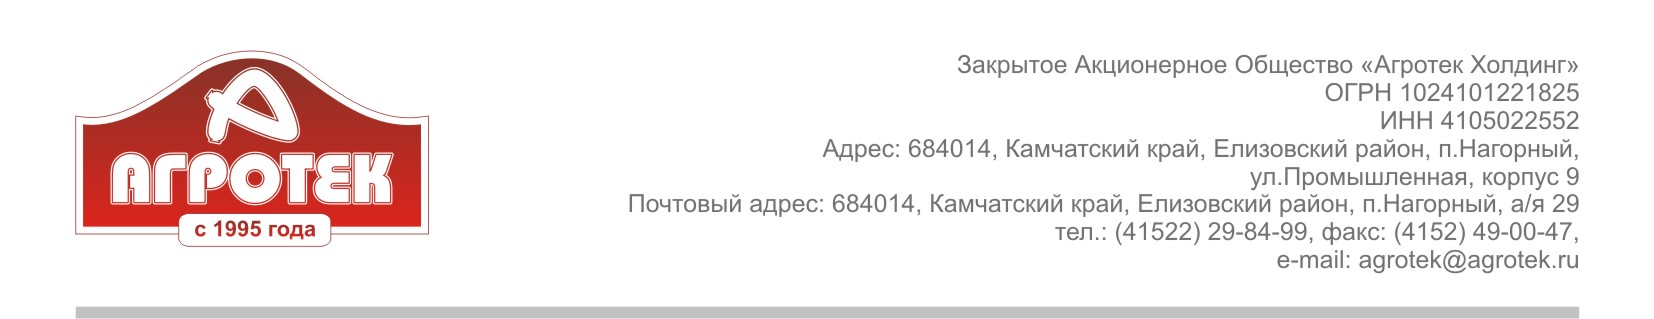 АГРОТЕК
с 1995 года
Закрытое Акционерное Общество «Агротек Холдинг»
ОГРН 1024101221825
ИНН 4105022552
Адрес: 684014, Камчатский край, Елизовский район, п.Нагорный,
ул.Промышленная, корпус 9
Почтовый адрес: 684014, Камчатский край, Елизовский район, п.Нагорный, а/я 29
тел.: (41522) 29-84-99, факс: (4152) 49-00-47,
e-mail: agrotek@agrotek.ru